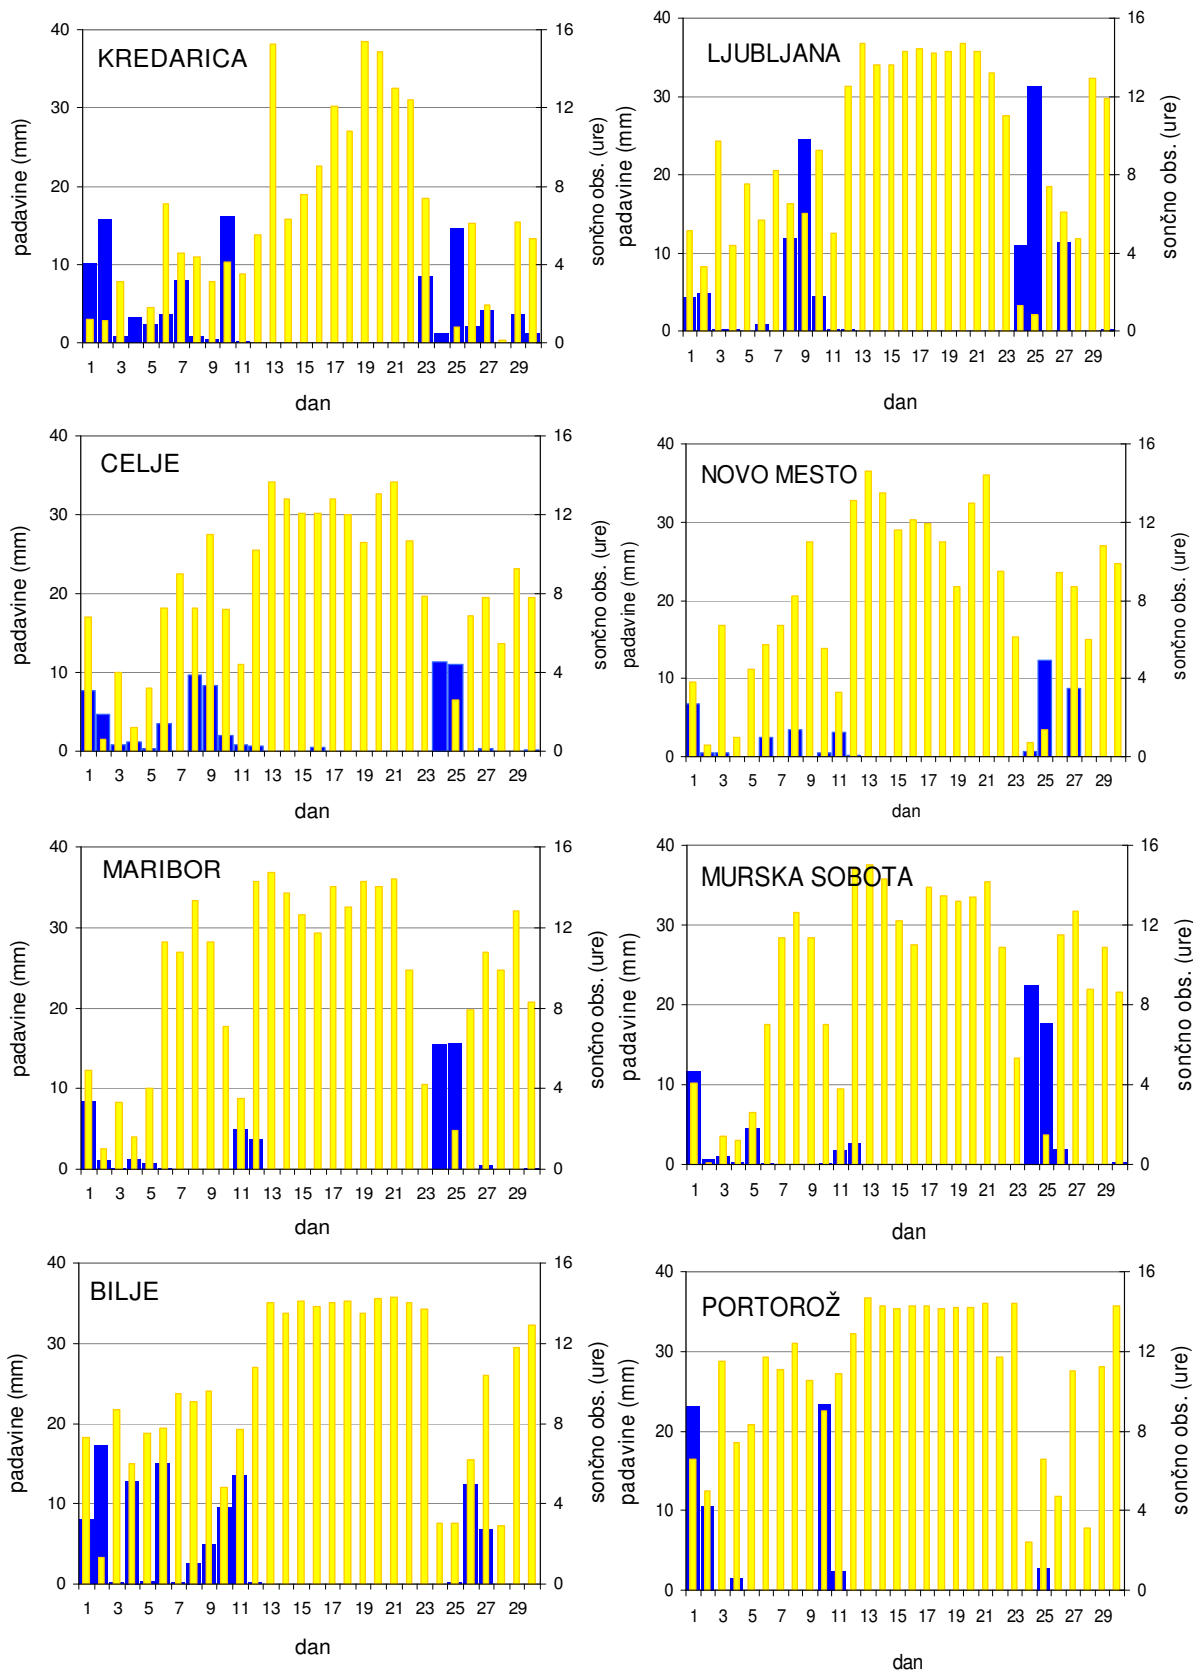 KREDARICA
padavine (mm)
40
30
20
10
0
16
12
8
4
0
sončno obs. (ure)
1 3 5 7 9 11 13 15 17 19 21 23 25 27 29
dan
LJUBLJANA
padavine (mm)
40
30
20
10
0
16
12
8
4
0
sončno obs. (ure)
1 3 5 7 9 11 13 15 17 19 21 23 25 27 29
dan
CELJE
padavine (mm)
40
30
20
10
0
16
12
8
4
0
sončno obs. (ure)
1 3 5 7 9 11 13 15 17 19 21 23 25 27 29
dan
NOVO MESTO
padavine (mm)
40
30
20
10
0
16
12
8
4
0
sončno obs. (ure)
1 3 5 7 9 11 13 15 17 19 21 23 25 27 29
dan
MARIBOR
padavine (mm)
40
30
20
10
0
16
12
8
4
0
sončno obs. (ure)
1 3 5 7 9 11 13 15 17 19 21 23 25 27 29
dan
MURSKA SOBOTA
padavine (mm)
40
30
20
10
0
16
12
8
4
0
sončno obs. (ure)
1 3 5 7 9 11 13 15 17 19 21 23 25 27 29
dan
BILJE
padavine (mm)
40
30
20
10
0
16
12
8
4
0
sončno obs. (ure)
1 3 5 7 9 11 13 15 17 19 21 23 25 27 29
dan
PORTOROŽ
padavine (mm)
40
30
20
10
0
16
12
8
4
0
sončno obs. (ure)
1 3 5 7 9 11 13 15 17 19 21 23 25 27 29
dan